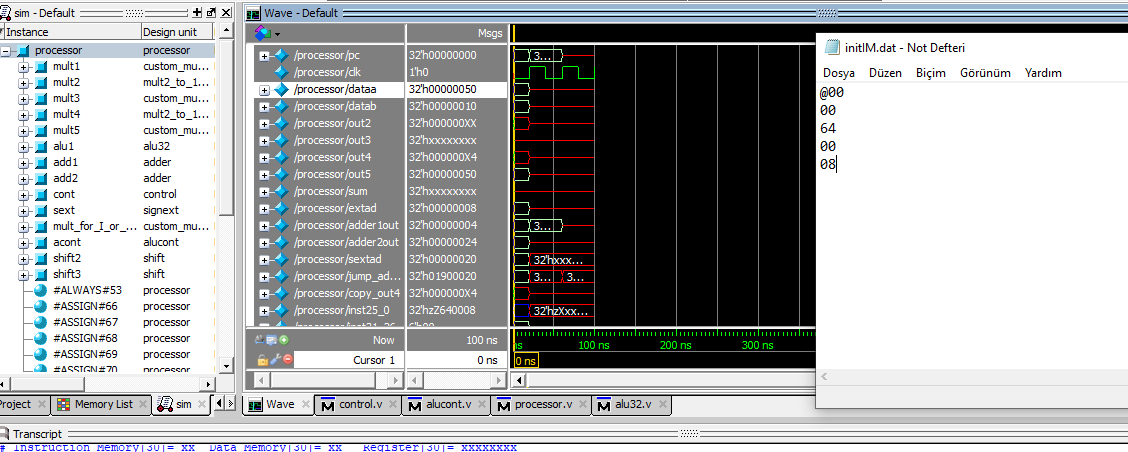 sim - Default
Instance Design unit
processor processor
mult1 custom_mu...
mult2 mult2_to_1...
mult3 custom_mu...
mult4 mult2_to_1...
mult5 custom_mu...
alu1 alu32
add1 adder
add2 adder
cont control
sext signext
mult_for_I_or_... custom_mu...
acont alucont
shift2 shift
shift3 shift
#ALWAYS#53 processor
#ASSIGN#66 processor
#ASSIGN#67 processor
#ASSIGN#68 processor
#ASSIGN#69 processor
#ASSIGN#70 processor
Project Memory List sim
Wave - Default
Msgs
/processor/pc 32'h00000000 3...
/processor/clk 1'h0
/processor/dataa 32'h00000050
/processor/datab 32'h00000010
/processor/out2 32'h000000XX
/processor/out3 32'hxxxxxxxx
/processor/out4 32'h000000X4
/processor/out5 32'h00000050
/processor/sum 32'hxxxxxxxx
/processor/extad 32'h00000008
/processor/adder1out 32'h00000004 3...
/processor/adder2out 32'h00000024
/processor/sextad 32'h00000020 32'hxxx...
/processor/jump_ad... 32'h01900020 3... 3...
/processor/copy_out4 32'h000000X4
/processor/inst25_0 32'hzZ640008 32'hzXxx...
Now 100 ns
Cursor 1 0 ns
ns 100 ns 200 ns 300 ns
0 ns
Wave control.v alucont.v processor.v alu32.v
initIM.dat - Not Defteri
Dosya Düzen Biçim Görünüm Yardım
@00
00
64
00
08
Transcript
# Instruction Memory[30]= xx Data Memory[30]= xx Register[30]= xxxxxxxx